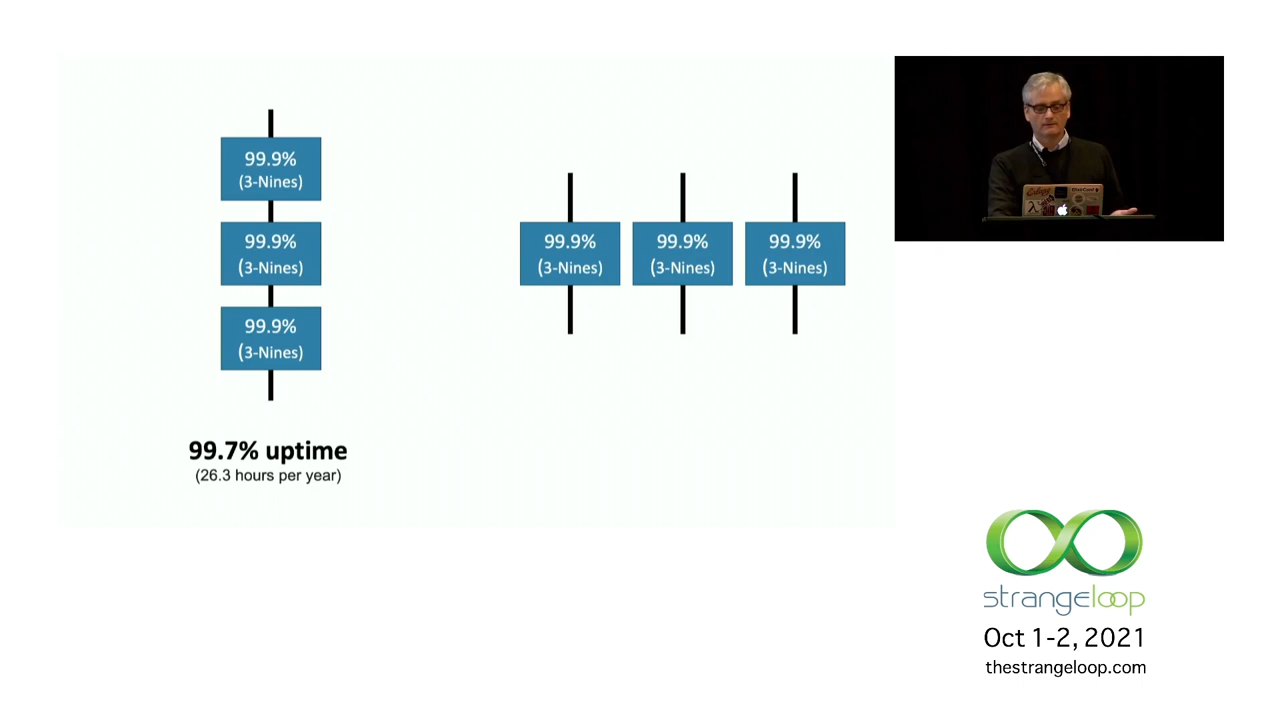 99.9%
(3-Nines)
99.9%
(3-Nines)
99.9%
(3-Nines)
99.7% uptime
(26.3 hours per year)
99.9%
(3-Nines)
99.9%
(3-Nines)
99.9%
(3-Nines)
strangeloop
Oct 1-2, 2021
thestrangeloop.com